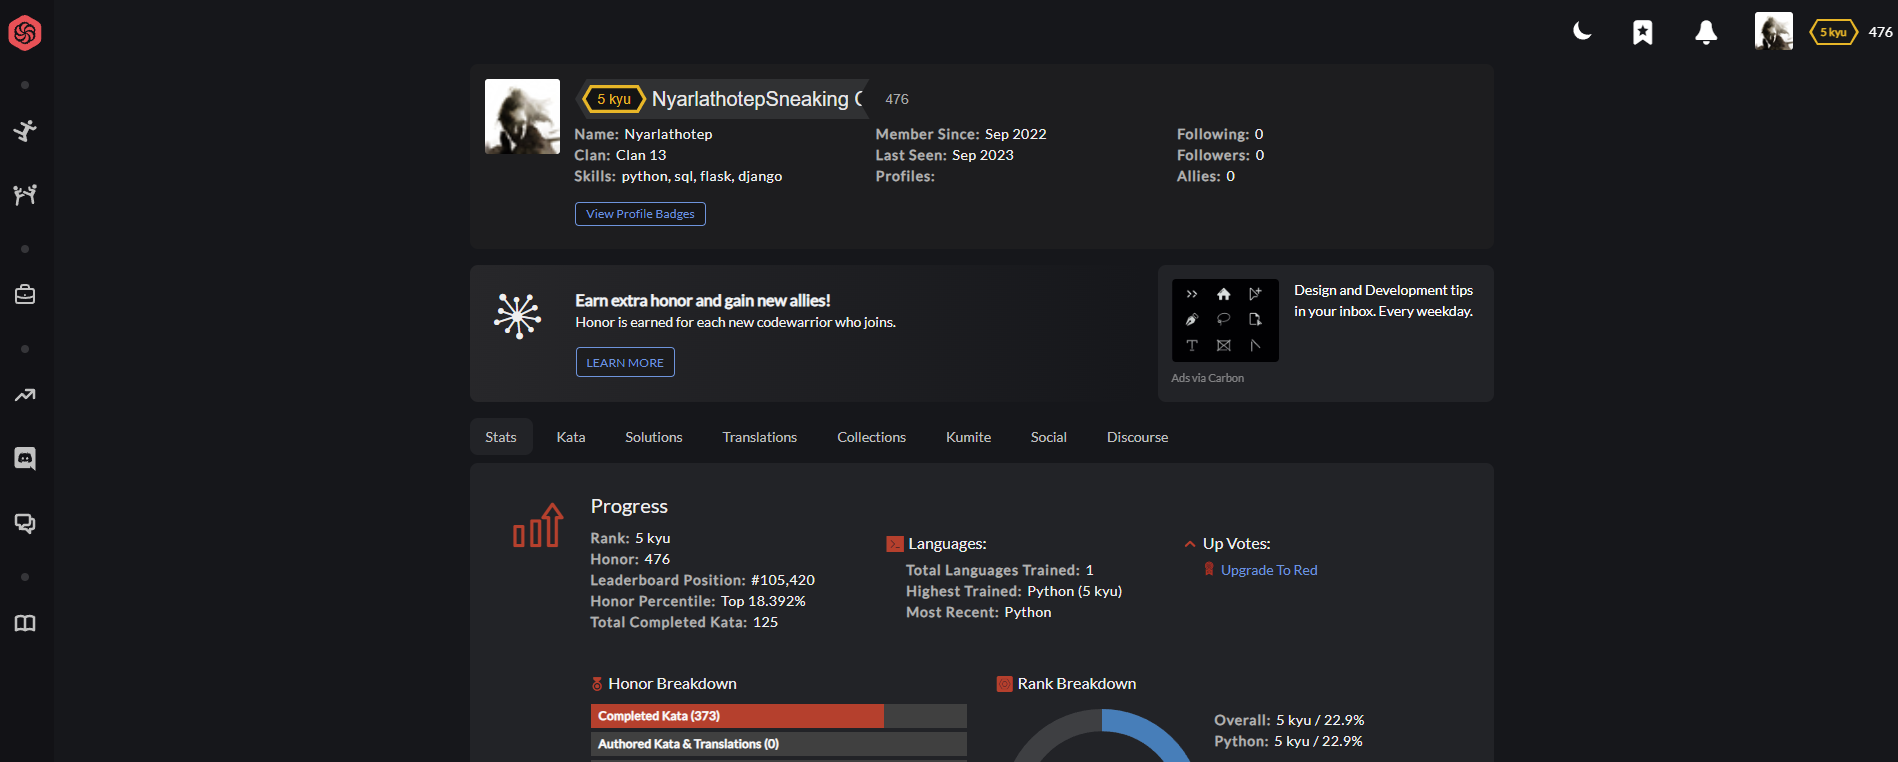 5 kyu
476
5 kyu NyarlathotepSneaking 476
Name: Nyarlathotep
Clan: Clan 13
Skills: python, sql, flask, django
Member Since: Sep 2022
Last Seen: Sep 2023
Profiles:
Following: 0
Followers: 0
Allies: 0
View Profile Badges
Earn extra honor and gain new allies!
Honor is earned for each new codewarrior who joins.
LEARN MORE
Design and Development tips
in your inbox. Every weekday.
Ads via Carbon
Stats Kata Solutions Translations Collections Kumite Social Discourse
Progress
Rank: 5 kyu
Honor: 476
Leaderboard Position: #105,420
Honor Percentile: Top 18.392%
Total Completed Kata: 125
Languages:
Total Languages Trained: 1
Highest Trained: Python (5 kyu)
Most Recent: Python
Up Votes:
Upgrade To Red
Honor Breakdown
Completed Kata (373)
Authored Kata & Translations (0)
Rank Breakdown
Overall: 5 kyu / 22.9%
Python: 5 kyu / 22.9%